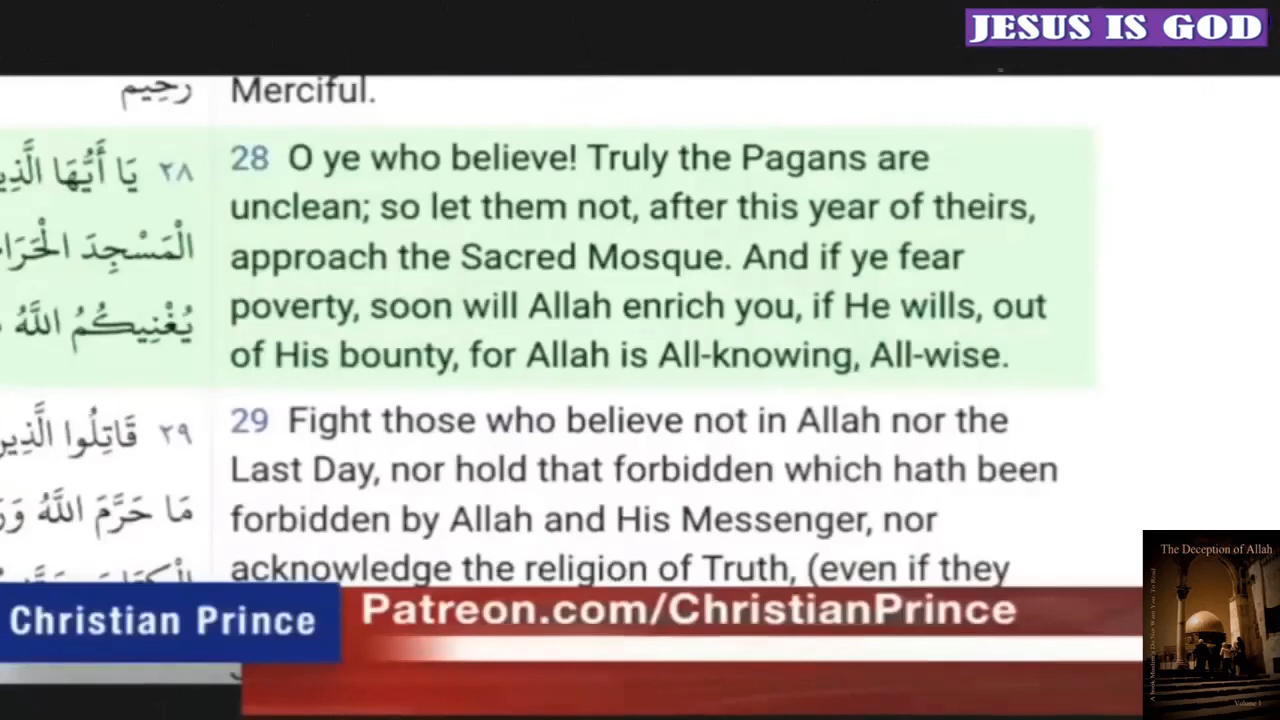 JESUS IS GOD
رحِيم
Merciful.
28 O ye who believe! Truly the Pagans are
unclean; so let them not, after this year of theirs,
approach the Sacred Mosque. And if ye fear
poverty, soon will Allah enrich you, if He wills, out
of His bounty, for Allah is All-knowing, All-wise.
٢٨ يَا أَيُّهَا
الْمَسْجِدَ
يُغْنِيكُمُ اللَّهُ
29 Fight those who believe not in Allah nor the
Last Day, nor hold that forbidden which hath been
forbidden by Allah and His Messenger, nor
acknowledge the religion of Truth, (even if they
٢٩ قَاتِلُوا
مَا حَرَّمَ اللَّهُ
Christian Prince
Patreon.com/ChristianPrince
The Deception of Allah
Volume 1